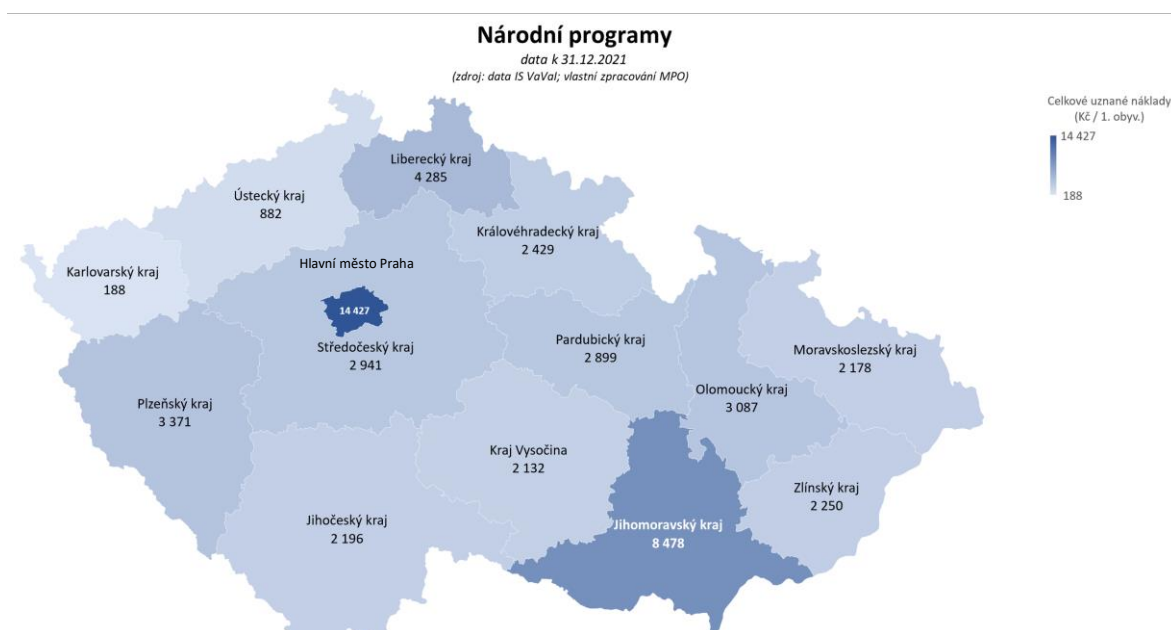 Národní programy
data k 31.12.2021
(zdroj: data IS VaVaI; vlastní zpracování MPO)
Celkové uznané náklady
(Kč / 1. obyv.)
14 427
188
Liberecký kraj
4 285
Ústecký kraj
882
Královéhradecký kraj
2 429
Karlovarský kraj
188
Hlavní město Praha
14 427
Středočeský kraj
2 941
Pardubický kraj
2 899
Moravskoslezský kraj
2 178
Olomoucký kraj
3 087
Plzeňský kraj
3 371
Kraj Vysočina
2 132
Zlínský kraj
2 250
Jihočeský kraj
2 196
Jihomoravský kraj
8 478